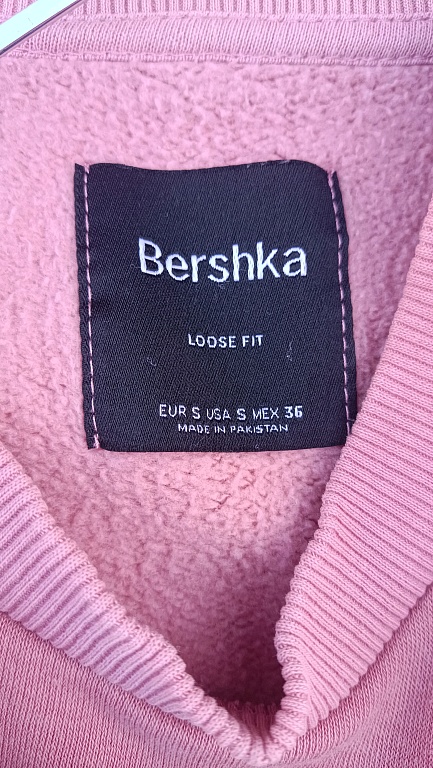 Bershka
LOOSE FIT
EUR S USA S MEX 36
MADE IN PAKISTAN